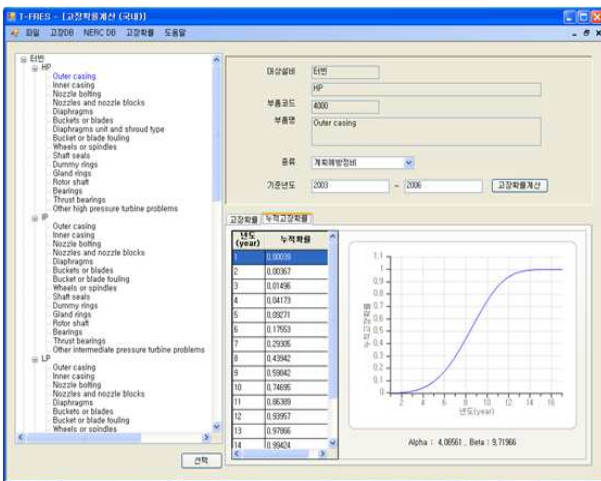 T-FRES - [고장확률계산 (국내)]
파일 고장DB NERC DB 고장확률 도움말
터빈
HP
Outer casing
Inner casing
Nozzle bolting
Nozzles and nozzle blocks
Diaphragms
Buckets or blades
Diaphragms unit and shroud type
Bucket or blade fouling
Wheels or spindles
Shaft seals
Dummy rings
Gland rings
Rotor shaft
Bearings
Thrust bearings
Other high pressure turbine problems
IP
Outer casing
Inner casing
Nozzle bolting
Nozzles and nozzle blocks
Diaphragms
Buckets or blades
Bucket or blade fouling
Wheels or spindles
Shaft seals
Dummy rings
Gland rings
Rotor shaft
Bearings
Thrust bearings
Other intermediate pressure turbine problems
LP
Outer casing
Inner casing
Nozzle bolting
Nozzles and nozzle blocks
Diaphragms
Buckets or blades
Bucket or blade fouling
Wheels or spindles
선택
대상설비 터빈
HP
부품코드 4000
부품명 Outer casing
종류 계획예방정비
기준년도 2003 ~ 2006 고장확률계산
고장확률 누적고장확률
년도 (year) 누적확률
1 0,00039
2 0,00367
3 0,01496
4 0,04173
5 0,09271
6 0,17553
7 0,29305
8 0,43942
9 0,59842
10 0,74695
11 0,86389
12 0,93957
13 0,97866
14 0,99424
누적고장확률
1,1
1
0,9
0,8
0,7
0,6
0,5
0,4
0,3
0,2
0,1
0
2 4 6 8 10 12 14 16
년도(year)
Alpha : 4,08561 , Beta : 9,71966